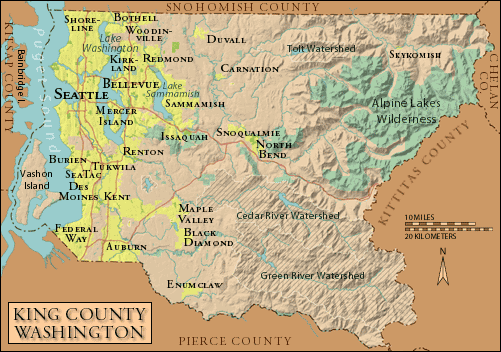 SNOHOMISH COUNTY
KITSAP COUNTY
CHELAN
CO.
KITTITAS COUNTY
PIERCE COUNTY
Puget Sound
Bainbridge I.
SHORE-
LINE
BOTHELL
WOODIN-
VILLE
Lake
Washington
KIRK-
LAND
REDMOND
DUVALL
CARNATION
Tolt Watershed
SKYKOMISH
SEATTLE
BELLEVUE
Lake
Sammamish
SAMMAMISH
MERCER
ISLAND
Alpine Lakes
Wilderness
ISSAQUAH
SNOQUALMIE
NORTH
BEND
RENTON
BURIEN
TUKWILA
SEATAC
Vashon
Island
DES
MOINES
KENT
MAPLE
VALLEY
Cedar River Watershed
BLACK
DIAMOND
FEDERAL
WAY
AUBURN
Green River Watershed
ENUMCLAW
10 MILES
20 KILOMETERS
N
KING COUNTY
WASHINGTON